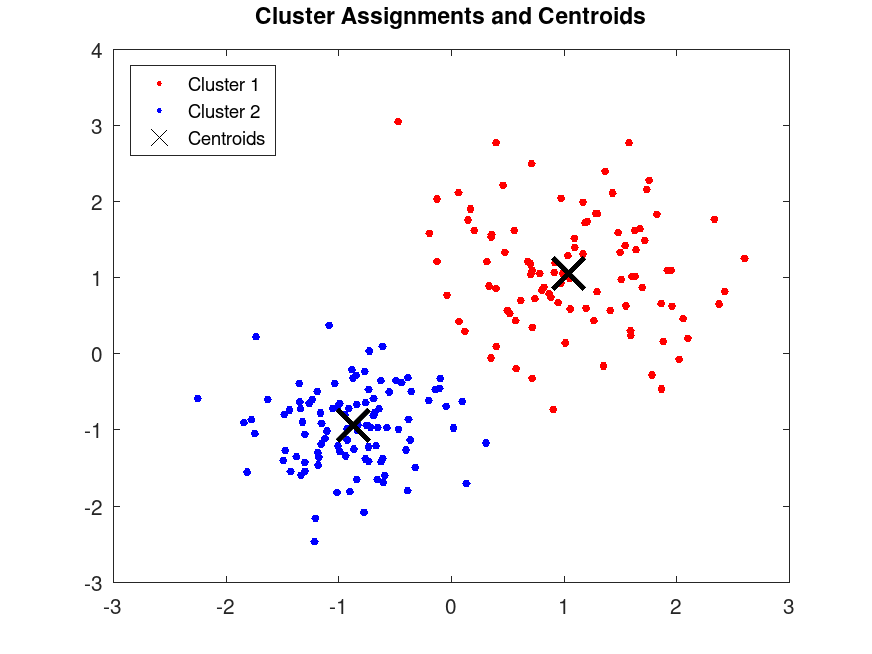 Cluster Assignments and Centroids
4
Cluster 1
Cluster 2
Centroids
3
2
1
0
-1
-2
-3
-3 -2 -1 0 1 2 3